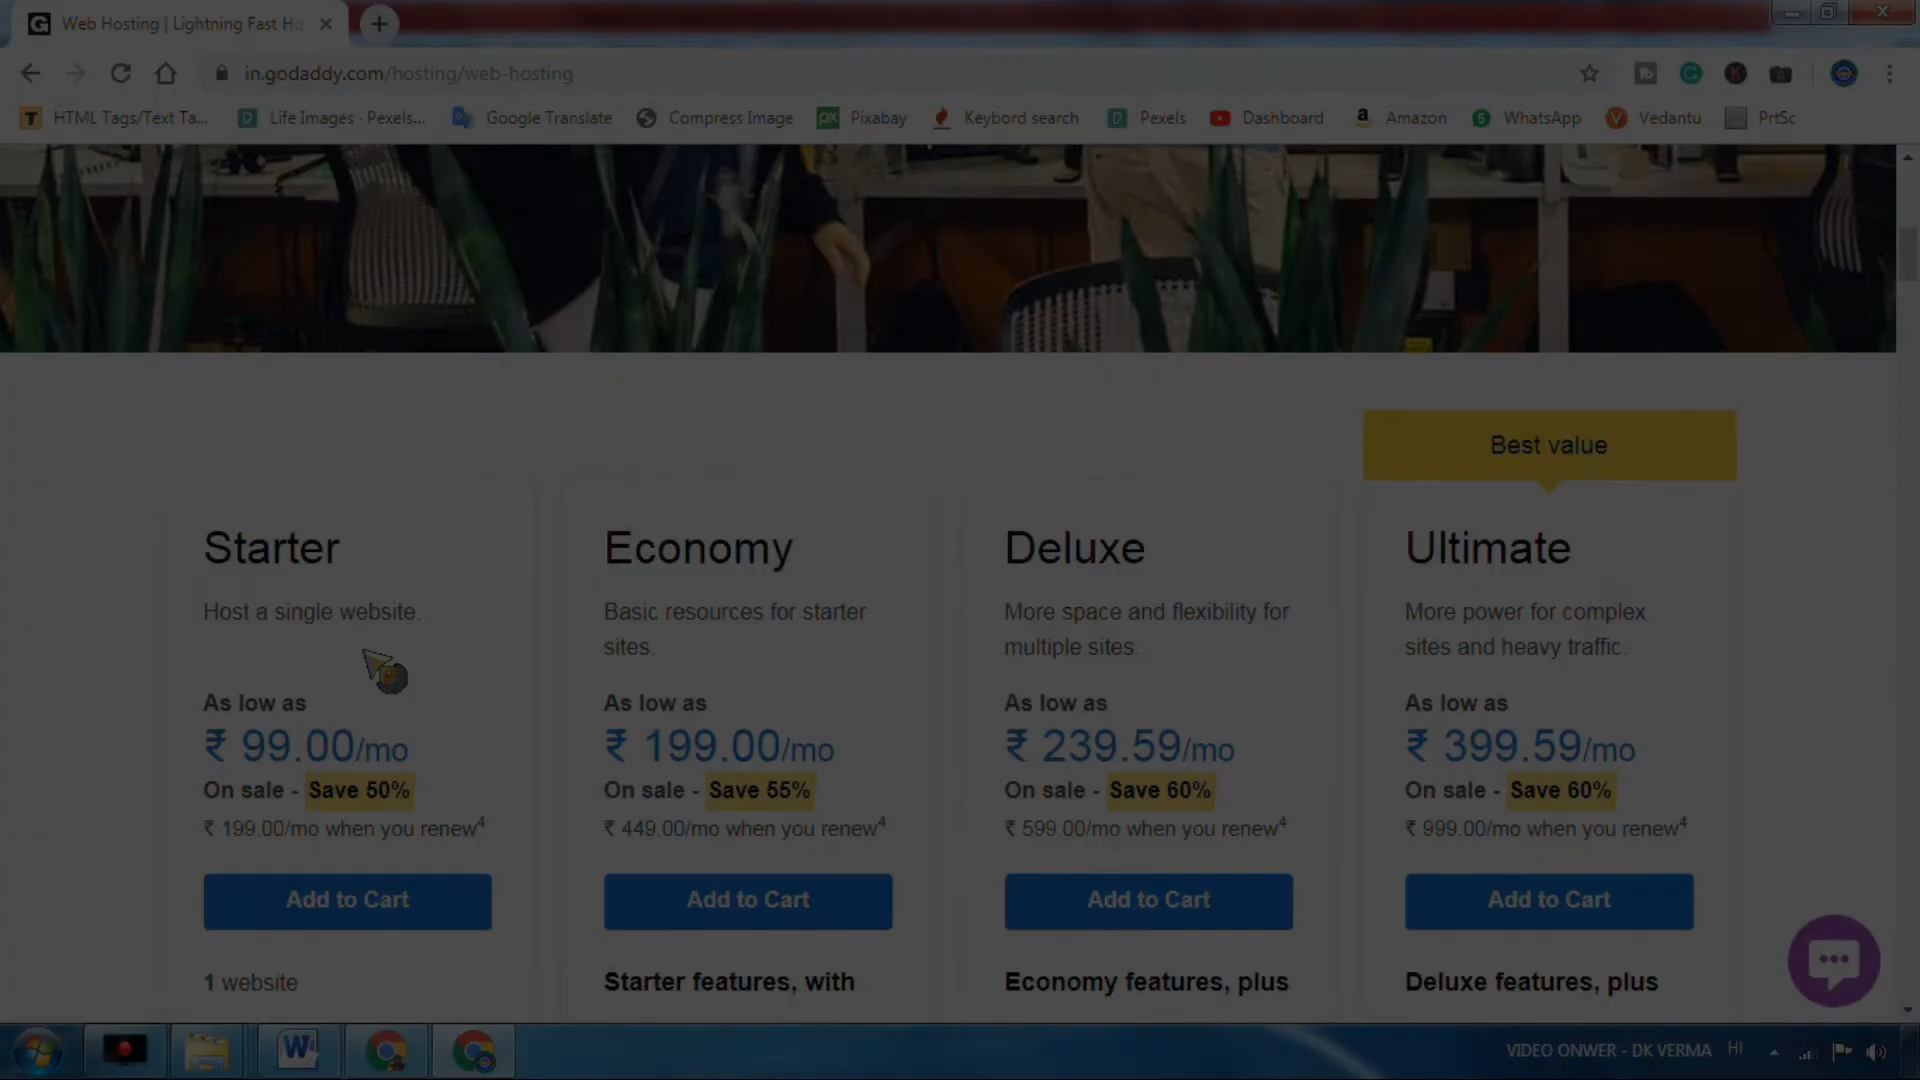 Web Hosting | Lightning Fast Ho
in.godaddy.com/hosting/web-hosting
HTML Tags/Text Ta... Life Images · Pexels... Google Translate Compress Image Pixabay Keybord search Pexels Dashboard Amazon WhatsApp Vedantu PrtSc
Best value
Starter
Host a single website.
As low as
₹ 99.00/mo
On sale - Save 50%
₹ 199.00/mo when you renew4
Add to Cart
1 website
Economy
Basic resources for starter
sites.
As low as
₹ 199.00/mo
On sale - Save 55%
₹ 449.00/mo when you renew4
Add to Cart
Starter features, with
Deluxe
More space and flexibility for
multiple sites.
As low as
₹ 239.59/mo
On sale - Save 60%
₹ 599.00/mo when you renew4
Add to Cart
Economy features, plus
Ultimate
More power for complex
sites and heavy traffic.
As low as
₹ 399.59/mo
On sale - Save 60%
₹ 999.00/mo when you renew4
Add to Cart
Deluxe features, plus
VIDEO ONWER - DK VERMA HI